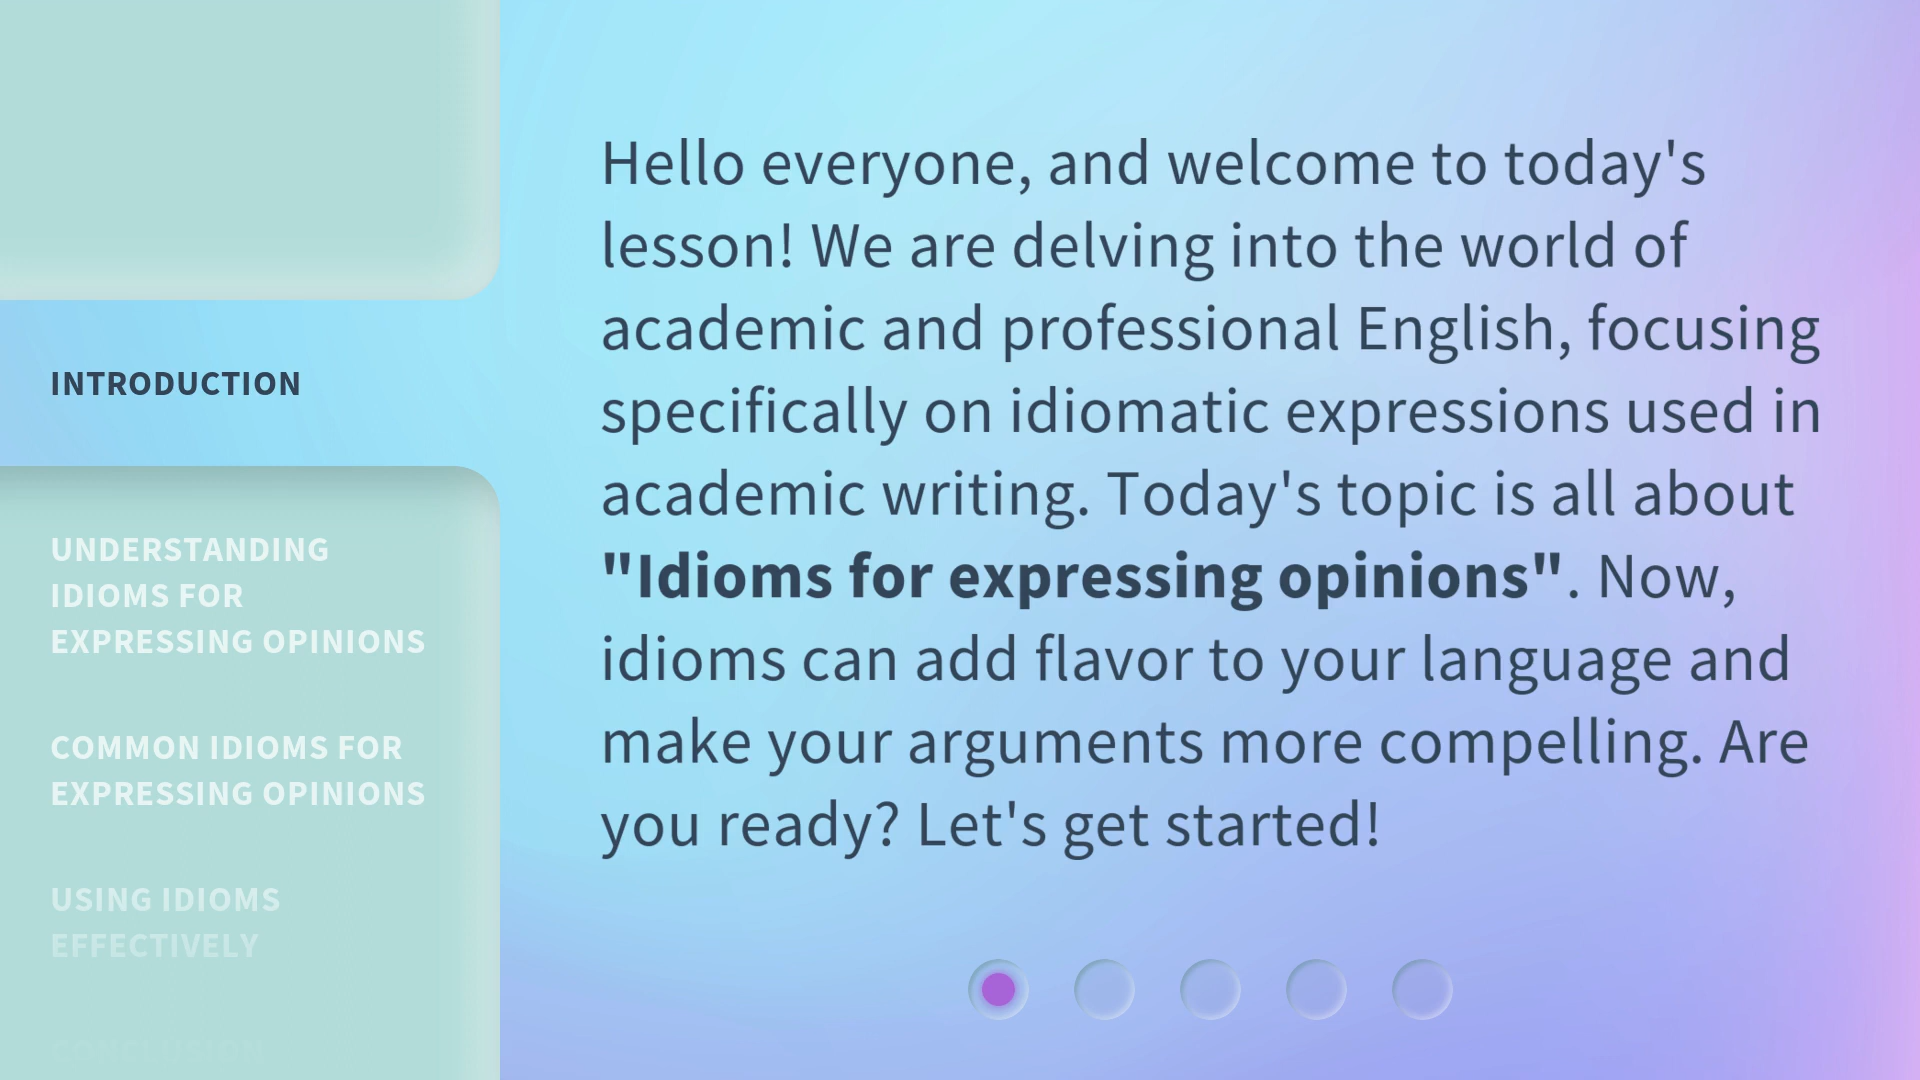 INTRODUCTION
UNDERSTANDING
IDIOMS FOR
EXPRESSING OPINIONS
COMMON IDIOMS FOR
EXPRESSING OPINIONS
USING IDIOMS
EFFECTIVELY
CONCLUSION
Hello everyone, and welcome to today's
lesson! We are delving into the world of
academic and professional English, focusing
specifically on idiomatic expressions used in
academic writing. Today's topic is all about
"Idioms for expressing opinions". Now,
idioms can add flavor to your language and
make your arguments more compelling. Are
you ready? Let's get started!